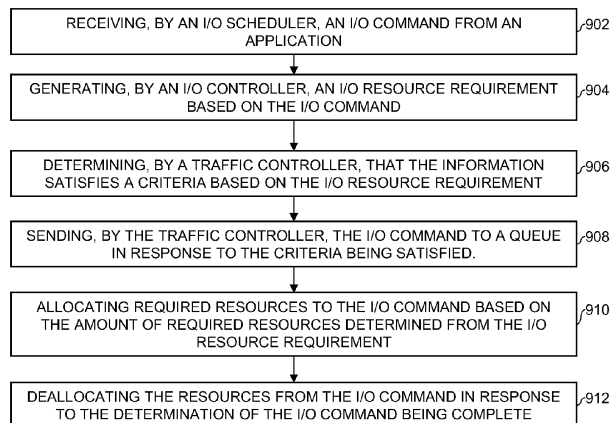 RECEIVING, BY AN I/O SCHEDULER, AN I/O COMMAND FROM AN
APPLICATION
902
GENERATING, BY AN I/O CONTROLLER, AN I/O RESOURCE REQUIREMENT
BASED ON THE I/O COMMAND
904
DETERMINING, BY A TRAFFIC CONTROLLER, THAT THE INFORMATION
SATISFIES A CRITERIA BASED ON THE I/O RESOURCE REQUIREMENT
906
SENDING, BY THE TRAFFIC CONTROLLER, THE I/O COMMAND TO A QUEUE
IN RESPONSE TO THE CRITERIA BEING SATISFIED.
908
ALLOCATING REQUIRED RESOURCES TO THE I/O COMMAND BASED ON
THE AMOUNT OF REQUIRED RESOURCES DETERMINED FROM THE I/O
RESOURCE REQUIREMENT
910
DEALLOCATING THE RESOURCES FROM THE I/O COMMAND IN RESPONSE
TO THE DETERMINATION OF THE I/O COMMAND BEING COMPLETE
912